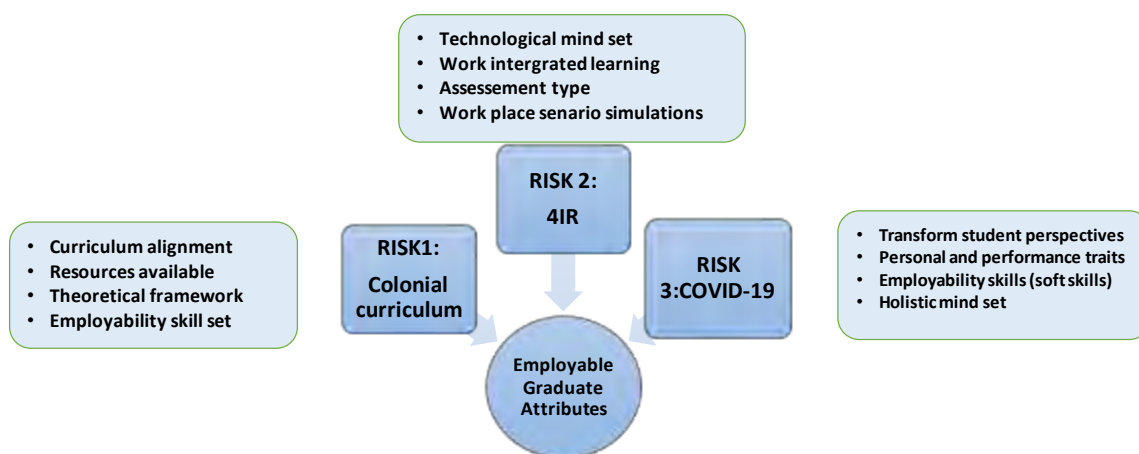 • Technological mind set
• Work intergrated learning
• Assessement type
• Work place senario simulations
RISK 2:
4IR
• Curriculum alignment
• Resources available
• Theoretical framework
• Employability skill set
RISK1:
Colonial
curriculum
RISK
3:COVID-19
• Transform student perspectives
• Personal and performance traits
• Employability skills (soft skills)
• Holistic mind set
Employable
Graduate
Attributes